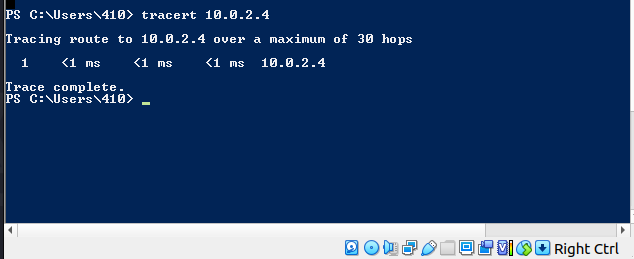 PS C:\Users\410> tracert 10.0.2.4
Tracing route to 10.0.2.4 over a maximum of 30 hops
1 <1 ms <1 ms <1 ms 10.0.2.4
Trace complete.
PS C:\Users\410>
Right Ctrl